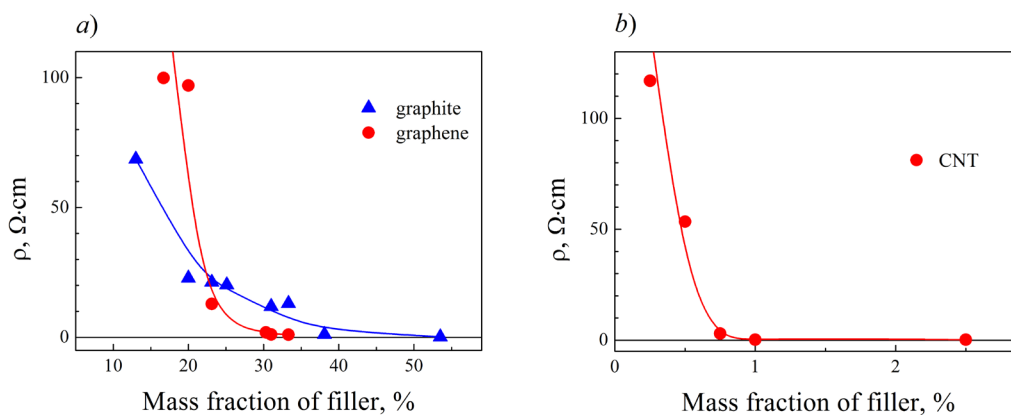 a)
ρ, Ω·cm
100
50
0
graphite
graphene
10 20 30 40 50
Mass fraction of filler, %
b)
ρ, Ω·cm
100
50
0
CNT
0 1 2
Mass fraction of filler, %